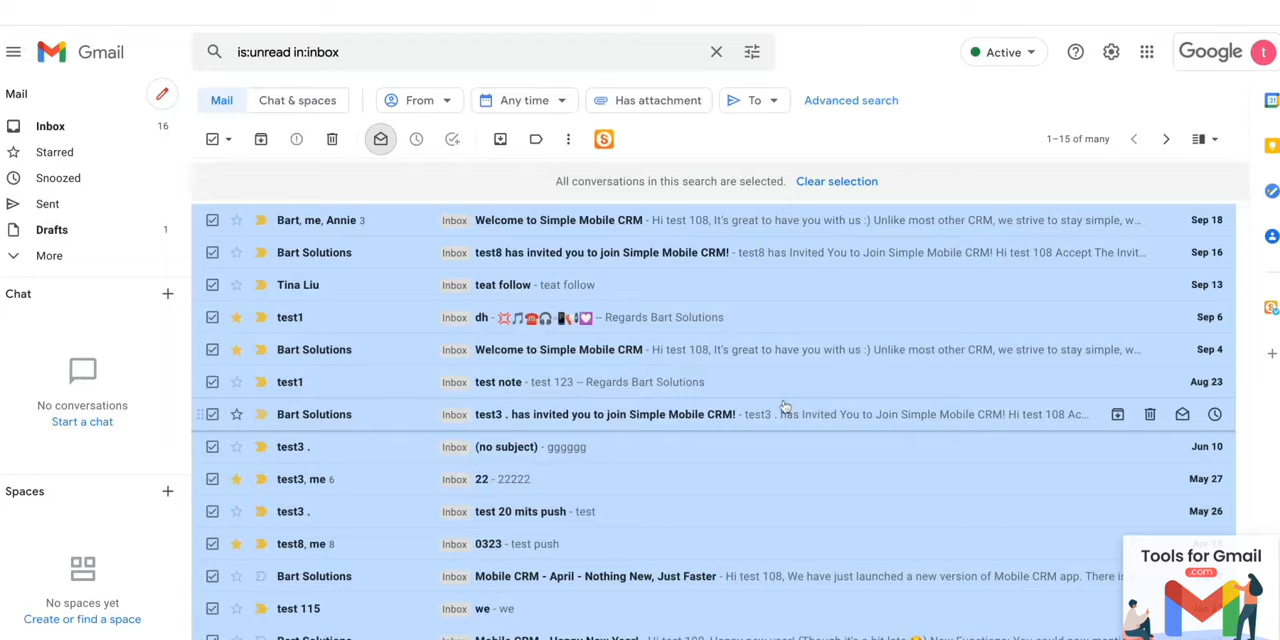 Gmail
is:unread in:inbox
Active
Google
t
Mail
Mail
Chat & spaces
From
Any time
Has attachment
To
Advanced search
Inbox 16
Starred
Snoozed
Sent
Drafts 1
More
1–15 of many
All conversations in this search are selected. Clear selection
Bart, me, Annie 3 Inbox Welcome to Simple Mobile CRM - Hi test 108, It's great to have you with us :) Unlike most other CRM, we strive to stay simple, w… Sep 18
Bart Solutions Inbox test8 has invited you to join Simple Mobile CRM! - test8 has Invited You to Join Simple Mobile CRM! Hi test 108 Accept The Invit… Sep 16
Tina Liu Inbox teat follow - teat follow Sep 13
test1 Inbox dh - 💢🎵☎️🎧📱📢💟 – Regards Bart Solutions Sep 6
Bart Solutions Inbox Welcome to Simple Mobile CRM - Hi test 108, It's great to have you with us :) Unlike most other CRM, we strive to stay simple, w… Sep 4
test1 Inbox test note - test 123 – Regards Bart Solutions Aug 23
Bart Solutions Inbox test3 . has invited you to join Simple Mobile CRM! - test3 . has Invited You to Join Simple Mobile CRM! Hi test 108 Ac…
test3 . Inbox (no subject) - gggggg Jun 10
test3, me 6 Inbox 22 - 22222 May 27
test3 . Inbox test 20 mits push - test May 26
test8, me 8 Inbox 0323 - test push
Bart Solutions Inbox Mobile CRM - April - Nothing New, Just Faster - Hi test 108, We have just launched a new version of Mobile CRM app. There is
test 115 Inbox we - we
Chat
No conversations
Start a chat
Spaces
No spaces yet
Create or find a space
Tools for Gmail
.com